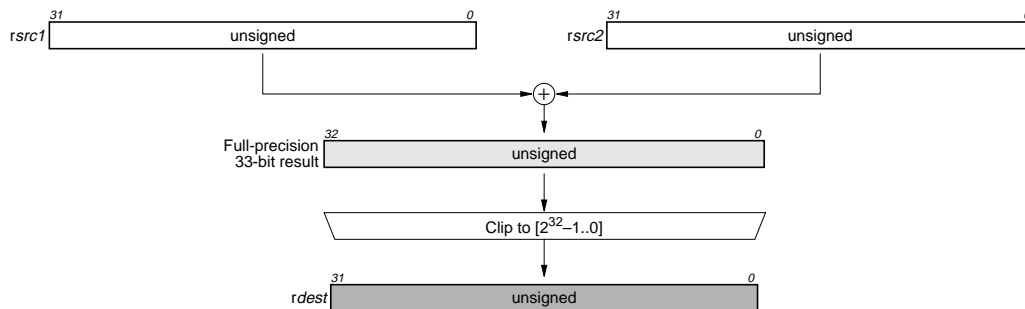 31 0 31 0
rsrc1 unsigned rsrc2 unsigned
+
32 0
Full-precision
33-bit result
unsigned
Clip to [2^32–1..0]
31 0
rdest unsigned